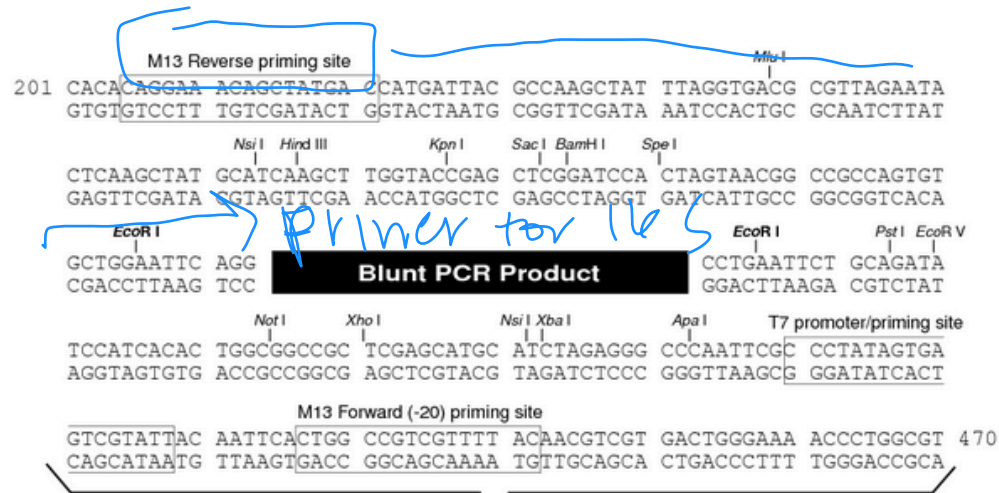 M13 Reverse priming site Mlu I
201 CACACAGGAA ACAGCTATGA CCATGATTAC GCCAAGCTAT TTAGGTGACG CGTTAGAATA
GTGTGTCCTT TGTCGATACT GGTACTAATG CGGTTCGATA AATCCACTGC GCAATCTTAT
Nsi I Hind III Kpn I Sac I BamH I Spe I
CTCAAGCTAT GCATCAAGCT TGGTACCGAG CTCGGATCCA CTAGTAACGG CCGCCAGTGT
GAGTTCGATA CGTAGTTCGA ACCATGGCTC GAGCCTAGGT GATCATTGCC GGCGGTCACA
primer for 16S
EcoR I EcoR I Pst I EcoR V
GCTGGAATTC AGG Blunt PCR Product CCTGAATTCT GCAGATA
CGACCTTAAG TCC GGACTTAAGA CGTCTAT
Not I Xho I Nsi I Xba I Apa I T7 promoter/priming site
TCCATCACAC TGGCGGCCGC TCGAGCATGC ATCTAGAGGG CCCAATTCGC CCTATAGTGA
AGGTAGTGTG ACCGCCGGCG AGCTCGTACG TAGATCTCCC GGGTTAAGCG GGATATCACT
M13 Forward (-20) priming site
GTCGTATTAC AATTCACTGG CCGTCGTTTT ACAACGTCGT GACTGGGAAA ACCCTGGCGT 470
CAGCATAATG TTAAGTGACC GGCAGCAAAA TGTTGCAGCA CTGACCCTTT TGGGACCGCA